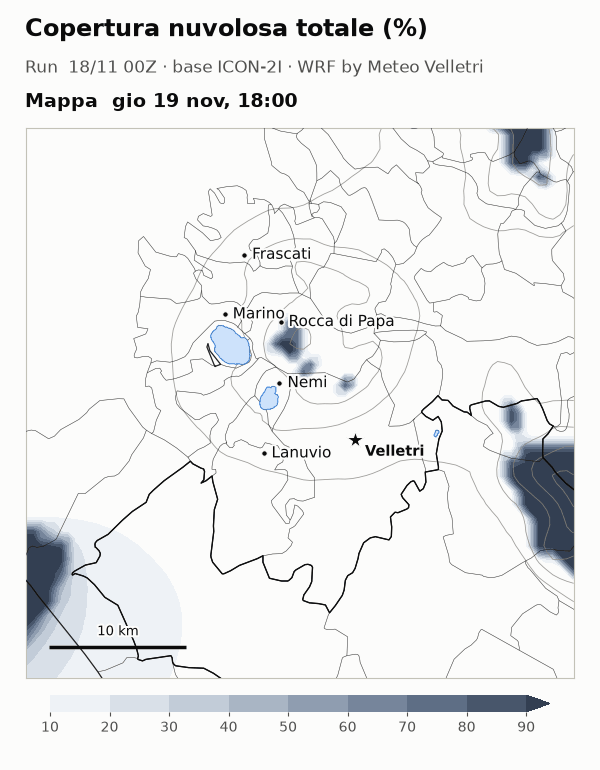 Copertura nuvolosa totale (%)
Run  18/11 00Z · base ICON-2I · WRF by Meteo Velletri
Mappa  gio 19 nov, 18:00
Frascati
Marino
Rocca di Papa
Nemi
Velletri
Lanuvio
10 km
10 20 30 40 50 60 70 80 90